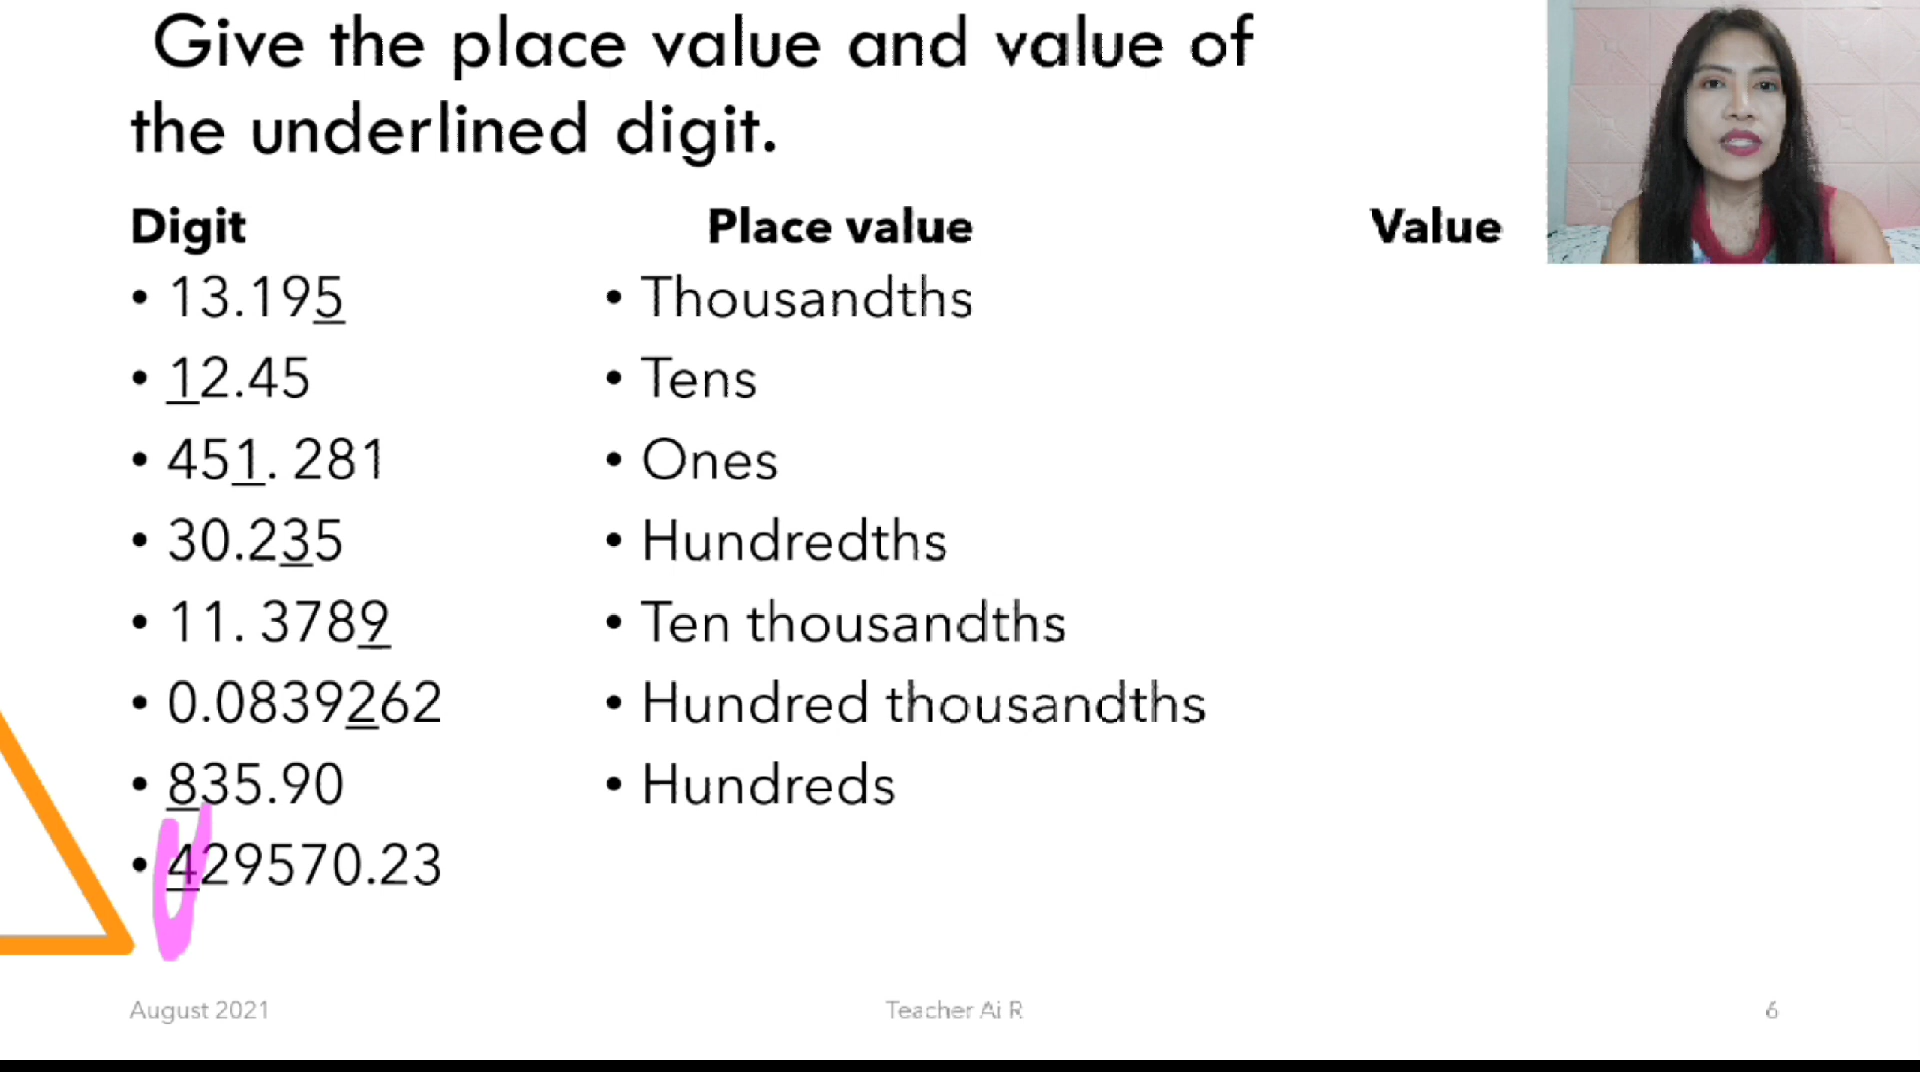 Give the place value and value of
the underlined digit.
Digit Place value Value
• 13.195 • Thousandths
• 12.45 • Tens
• 451. 281 • Ones
• 30.235 • Hundredths
• 11. 3789 • Ten thousandths
• 0.0839262 • Hundred thousandths
• 835.90 • Hundreds
• 429570.23
August 2021 Teacher Ai R 6